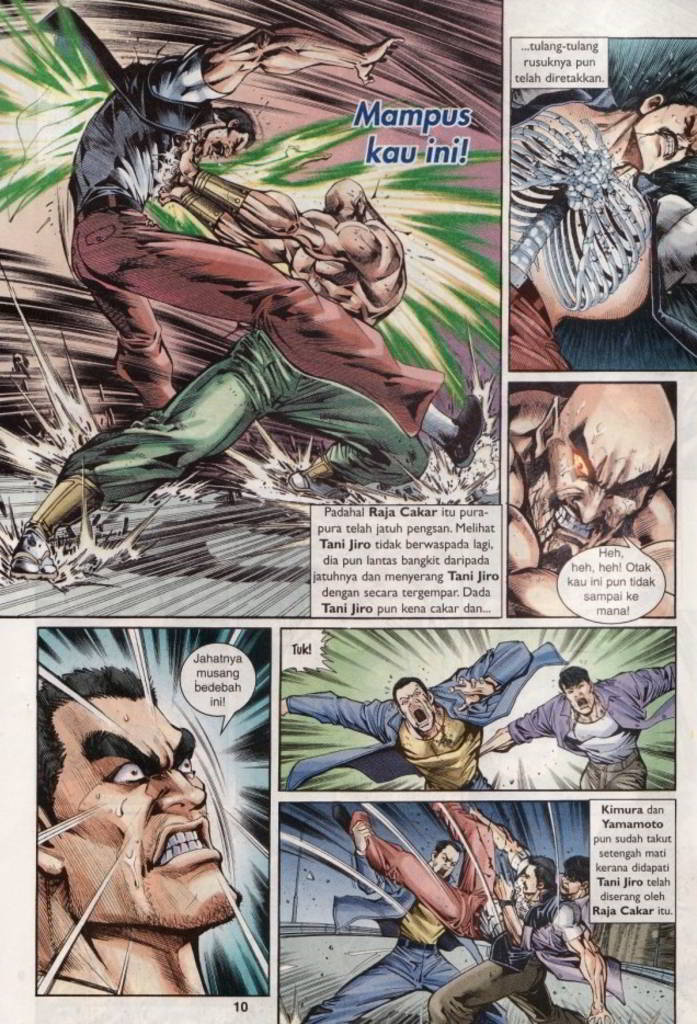 Mampus
kau ini!
Padahal Raja Cakar itu pura-
pura telah jatuh pengsan. Melihat
Tani Jiro tidak berwaspada lagi,
dia pun lantas bangkit daripada
jatuhnya dan menyerang Tani Jiro
dengan secara tergempar. Dada
Tani Jiro pun kena cakar dan...
...tulang-tulang
rusuknya pun
telah diretakkan.
Heh,
heh, heh! Otak
kau ini pun tidak
sampai ke
mana!
Jahatnya
musang
bedebah
ini!
Tuk!
Kimura dan
Yamamoto
pun sudah takut
setengah mati
kerana didapati
Tani Jiro telah
diserang oleh
Raja Cakar itu.
10